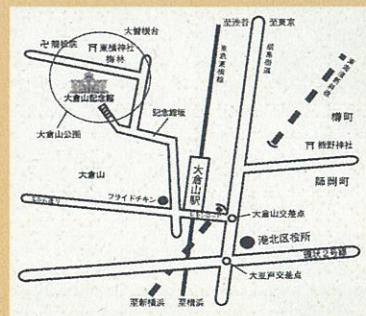 至渋谷
至東京
大曽根台
東横神社
梅林
大倉山記念館
記念館坂
大倉山公園
東急東横線
綱島街道
樽町
熊野神社
師岡町
大倉山
フライドチキン
大倉山駅
大倉山交差点
港北区役所
環状2号線
大豆戸交差点
至新横浜
至横浜